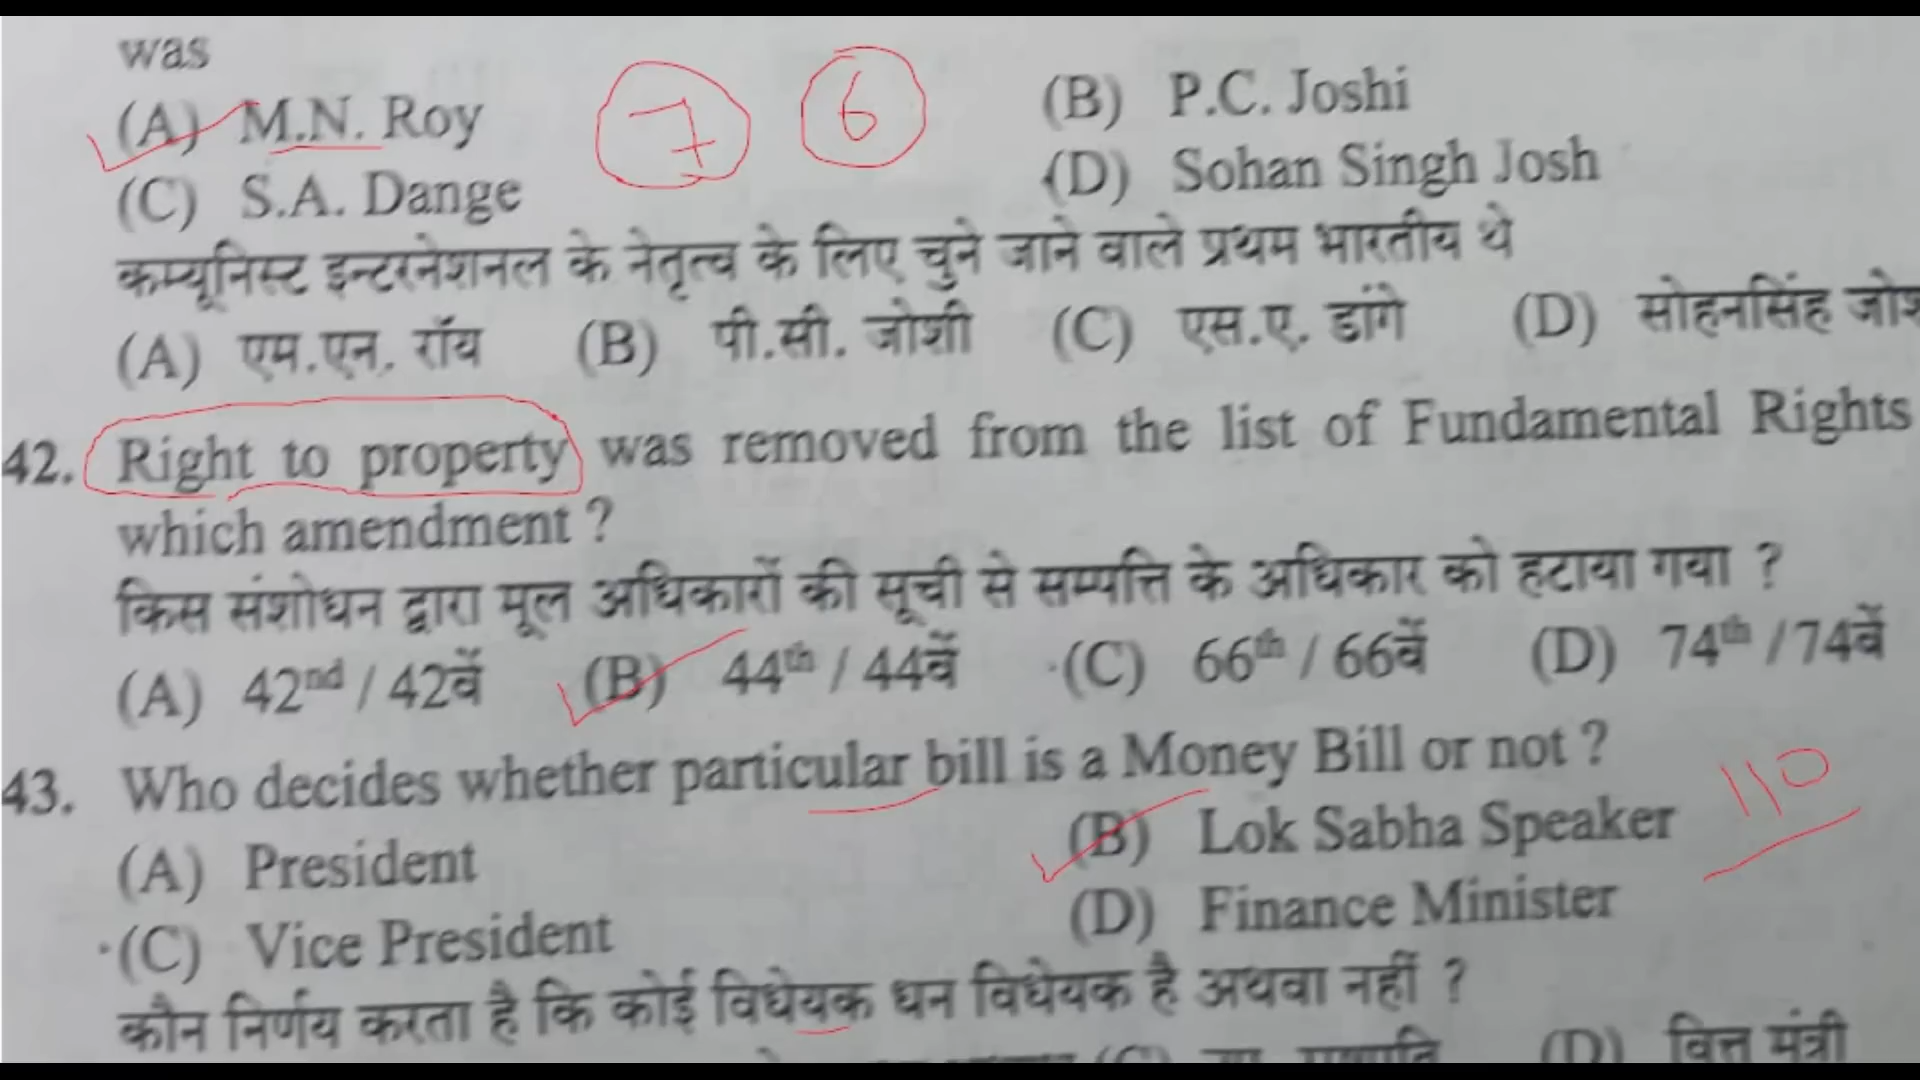 was
(A) M.N. Roy
7
6
(B) P.C. Joshi
(C) S.A. Dange
(D) Sohan Singh Josh
कम्यूनिस्ट इन्टरनेशनल के नेतृत्व के लिए चुने जाने वाले प्रथम भारतीय थे
(A) एम.एन. रॉय (B) पी.सी. जोशी (C) एस.ए. डांगे (D) सोहनसिंह
42. Right to property was removed from the list of Fundamental Rights
which amendment ?
किस संशोधन द्वारा मूल अधिकारों की सूची से सम्पत्ति के अधिकार को हटाया गया ?
(A) 42nd / 42वें (B) 44th / 44वें (C) 66th / 66वें (D) 74th / 74वें
43. Who decides whether particular bill is a Money Bill or not ?
110
(A) President (B) Lok Sabha Speaker
(C) Vice President (D) Finance Minister
कौन निर्णय करता है कि कोई विधेयक धन विधेयक है अथवा नहीं ?
(D) वित्त मंत्री